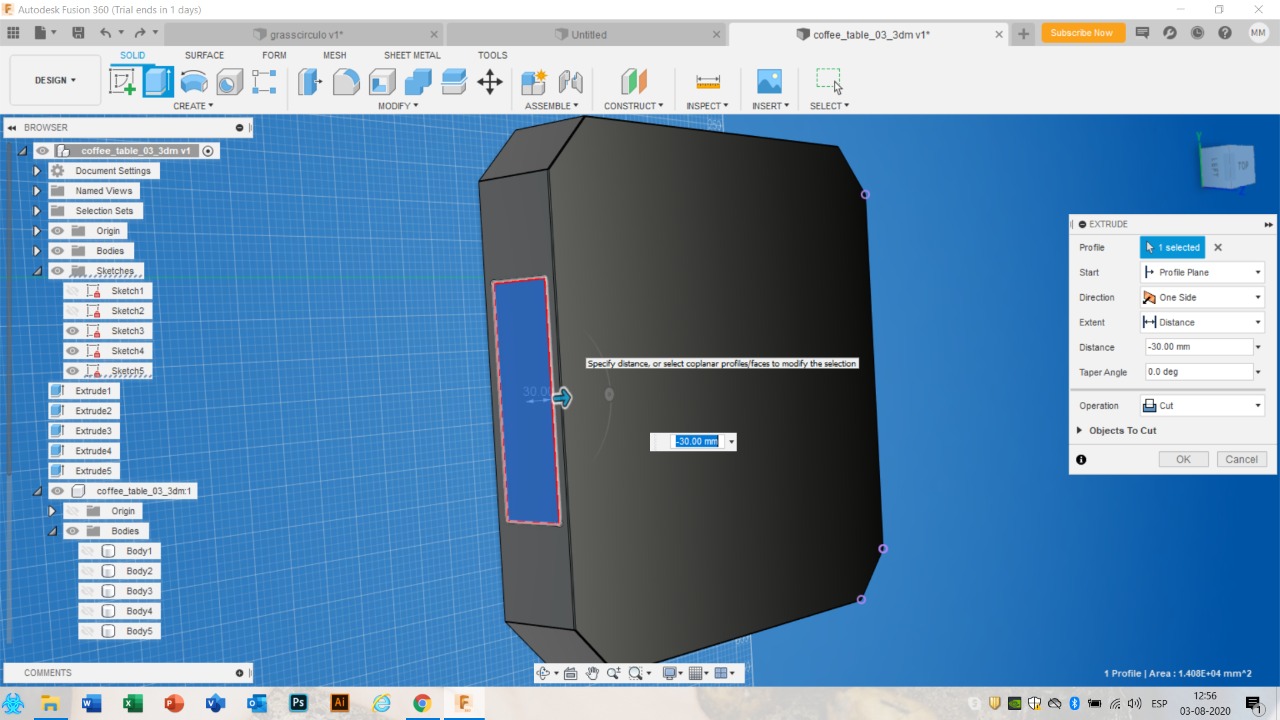 Autodesk Fusion 360 (Trial ends in 1 days)
grasscirculo v1*
Untitled
coffee_table_03_3dm v1*
Subscribe Now
MM
SOLID
SURFACE
FORM
MESH
SHEET METAL
TOOLS
DESIGN
CREATE
MODIFY
ASSEMBLE
CONSTRUCT
INSPECT
INSERT
SELECT
BROWSER
coffee_table_03_3dm v1
Document Settings
Named Views
Selection Sets
Origin
Bodies
Sketches
Sketch1
Sketch2
Sketch3
Sketch4
Sketch5
Extrude1
Extrude2
Extrude3
Extrude4
Extrude5
coffee_table_03_3dm:1
Origin
Bodies
Body1
Body2
Body3
Body4
Body5
COMMENTS
Specify distance, or select coplanar profiles/faces to modify the selection
-30.00 mm
LEFT
TOP
Y
Z
EXTRUDE
Profile
1 selected
Start
Profile Plane
Direction
One Side
Extent
Distance
Distance
-30.00 mm
Taper Angle
0.0 deg
Operation
Cut
Objects To Cut
OK
Cancel
1 Profile | Area : 1.408E+04 mm^2
Ps
Ai
F
ESP
12:56
03-08-2020
1